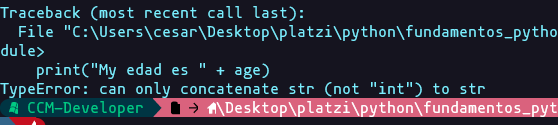 Traceback (most recent call last):
  File "C:\Users\cesar\Desktop\platzi\python\fundamentos_pytho
dule>
    print("My edad es " + age)
TypeError: can only concatenate str (not "int") to str
CCM-Developer → \Desktop\platzi\python\fundamentos_pyt